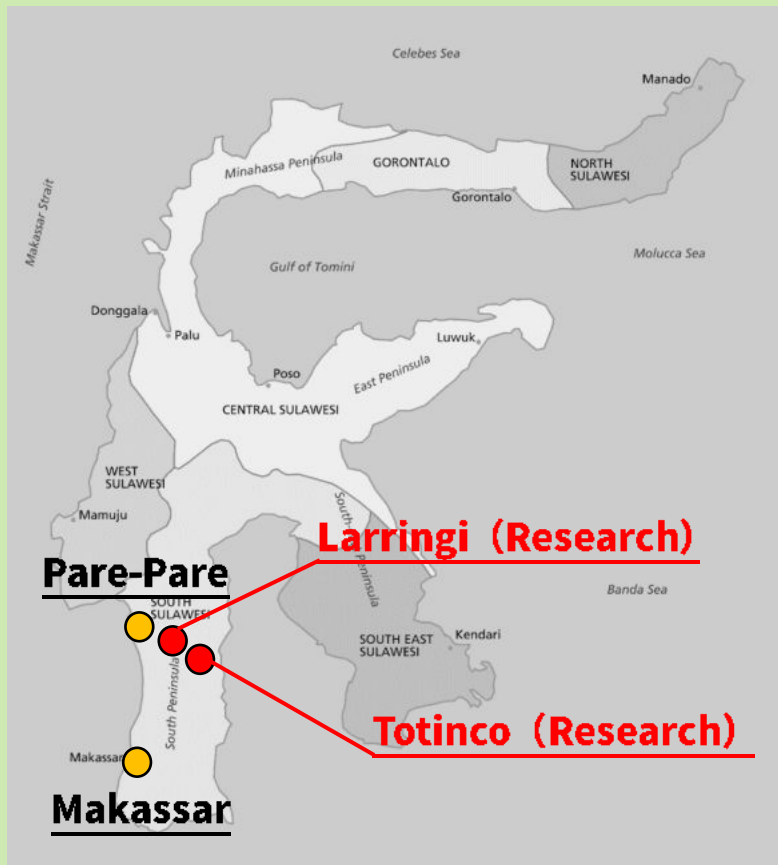 Celebes Sea
Manado
Minahassa Peninsula
GORONTALO
NORTH
SULAWESI
Gorontalo
Makassar Strait
Molucca Sea
Gulf of Tomini
Donggala
Palu
Luwuk
Poso
East Peninsula
CENTRAL SULAWESI
WEST
SULAWESI
Mamuju
South-East Peninsula
Larringi（Research）
Pare-Pare
Banda Sea
SOUTH
SULAWESI
SOUTH EAST
SULAWESI
Kendari
South Peninsula
Totinco（Research）
Makassar
Makassar